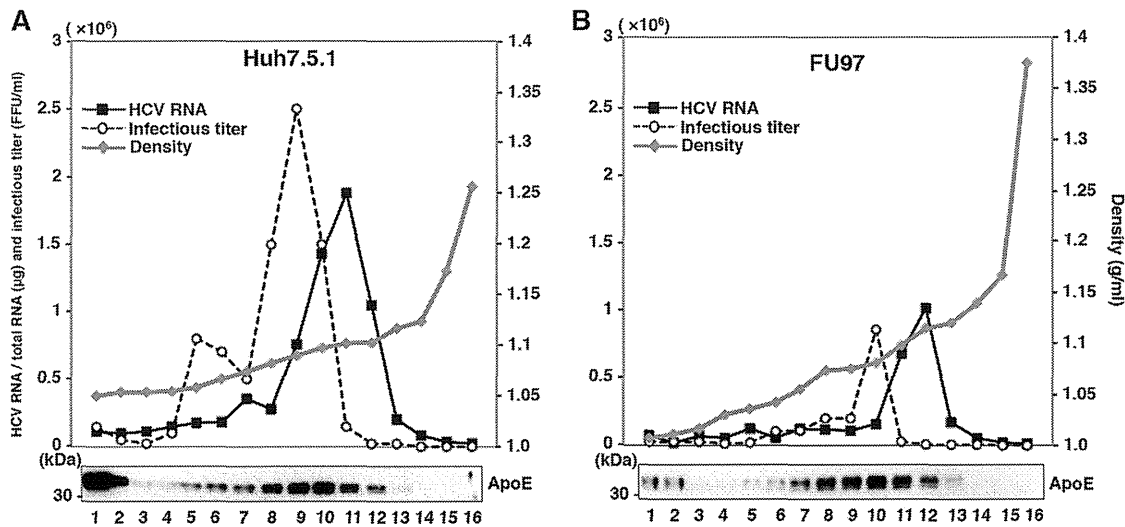 A
(×10⁶)
Huh7.5.1
HCV RNA / total RNA (µg) and infectious titer (FFU/ml)
3
2.5
2
1.5
1
0.5
0
HCV RNA
Infectious titer
Density
1.4
1.35
1.3
1.25
1.2
1.15
1.1
1.05
1.0
(kDa)
30
ApoE
1 2 3 4 5 6 7 8 9 10 11 12 13 14 15 16
B
(×10⁶)
FU97
3
2.5
2
1.5
1
0.5
0
HCV RNA
Infectious titer
Density
1.4
1.35
1.3
1.25
1.2
1.15
1.1
1.05
1.0
Density (g/ml)
(kDa)
30
ApoE
1 2 3 4 5 6 7 8 9 10 11 12 13 14 15 16